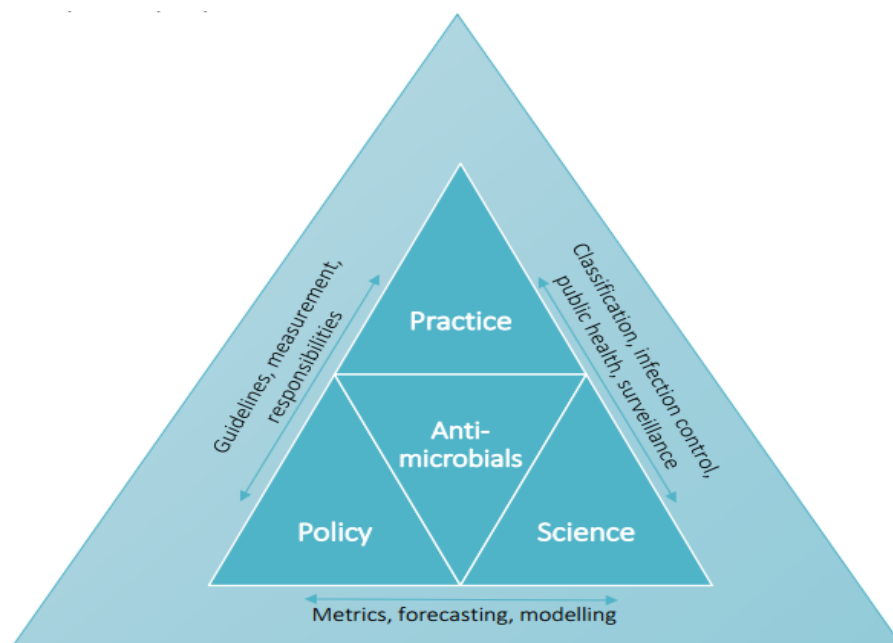 Practice
Guidelines, measurement,
responsibilities
Classification, infection control,
public health, surveillance
Anti-
microbials
Policy
Science
Metrics, forecasting, modelling